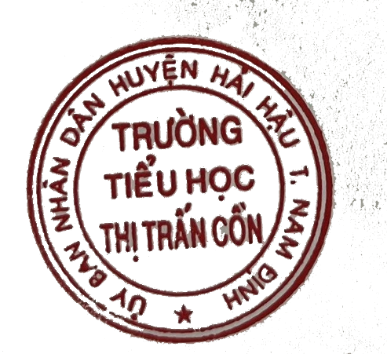 ỦY BAN NHÂN DÂN HUYỆN HẢI HẬU T. NAM ĐỊNH
TRƯỜNG
TIỂU HỌC
THỊ TRẤN CỒN
★